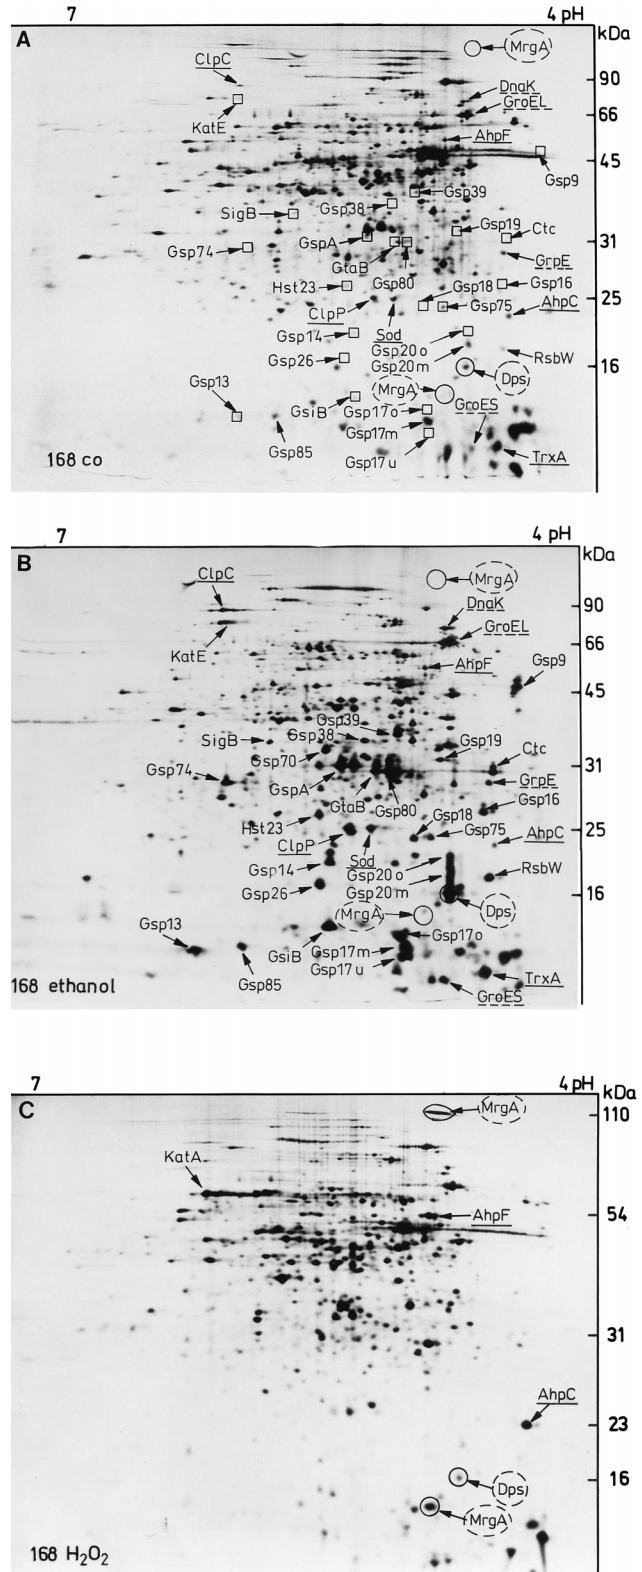 7 4 pH
A kDa
MrgA
ClpC
90
DnaK
KatE
GroEL
66
AhpF
45
Gsp9
Gsp39
Gsp38
SigB
Gsp19
Ctc
GspA
31
Gsp74
GtaB
GrpE
Gsp80
Hst23
Gsp18
Gsp16
25
ClpP
Gsp75
AhpC
Gsp14
Sod
Gsp20o
RsbW
Gsp26
Gsp20m
16
Gsp13
MrgA
Dps
GsiB
Gsp17o
GroES
Gsp85
Gsp17m
168 co
Gsp17u
TrxA
7 4 pH
B kDa
ClpC
MrgA
DnaK
90
GroEL
KatE
66
AhpF
Gsp9
45
Gsp39
SigB
Gsp38
Gsp70
Gsp19
Ctc
Gsp74
31
GspA
GrpE
GtaB
Gsp80
Gsp16
Hst23
Gsp18
Gsp75
25
ClpP
AhpC
Gsp14
Sod
Gsp20o
RsbW
Gsp26
Gsp20m
16
MrgA
Dps
Gsp13
GsiB
Gsp17o
Gsp17m
Gsp17u
Gsp85
TrxA
168 ethanol
GroES
7 4 pH
C kDa
MrgA
110
KatA
AhpF
54
31
AhpC
23
Dps
16
MrgA
168 H₂O₂